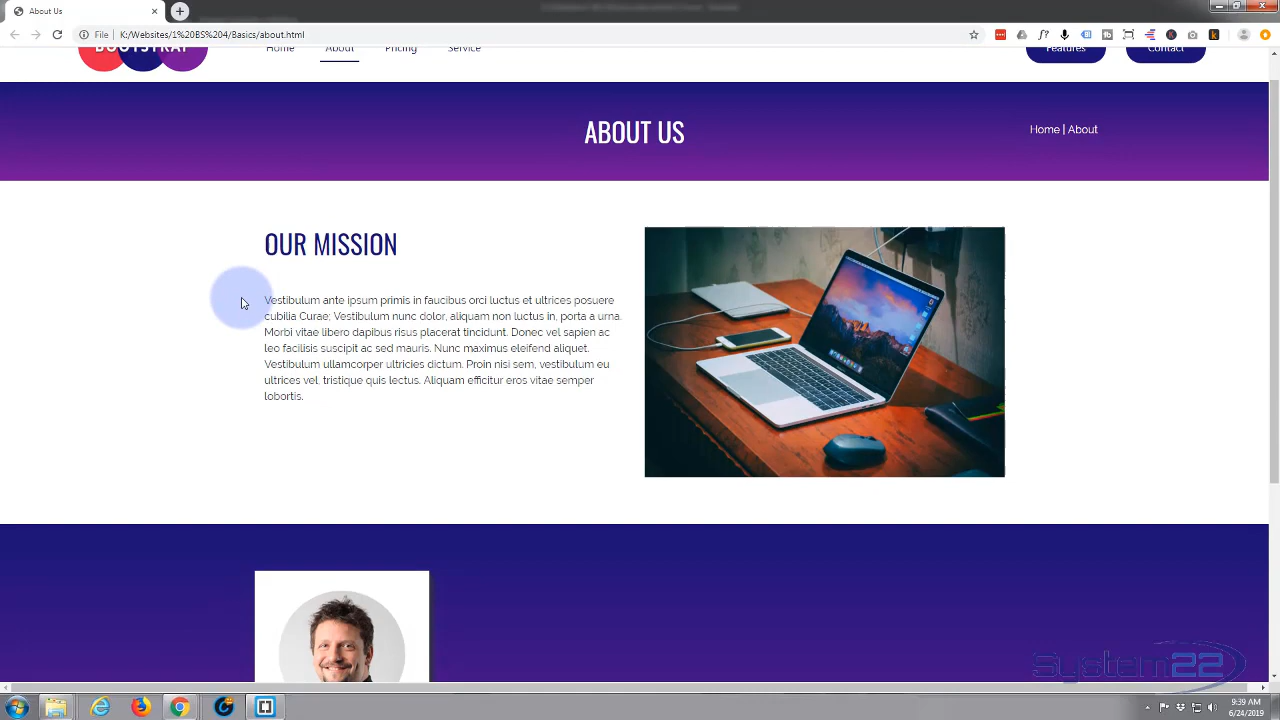 About Us
File | K:/Websites/1%20BS%204/Basics/about.html
BOOTSTRAP
Home About Pricing Service
Features Contact
ABOUT US
Home | About
OUR MISSION
Vestibulum ante ipsum primis in faucibus orci luctus et ultrices posuere
cubilia Curae; Vestibulum nunc dolor, aliquam non luctus in, porta a urna.
Morbi vitae libero dapibus risus placerat tincidunt. Donec vel sapien ac
leo facilisis suscipit ac sed mauris. Nunc maximus eleifend aliquet.
Vestibulum ullamcorper ultricies dictum. Proin nisi sem, vestibulum eu
ultrices vel, tristique quis lectus. Aliquam efficitur eros vitae semper
lobortis.
System22
9:39 AM
6/24/2019